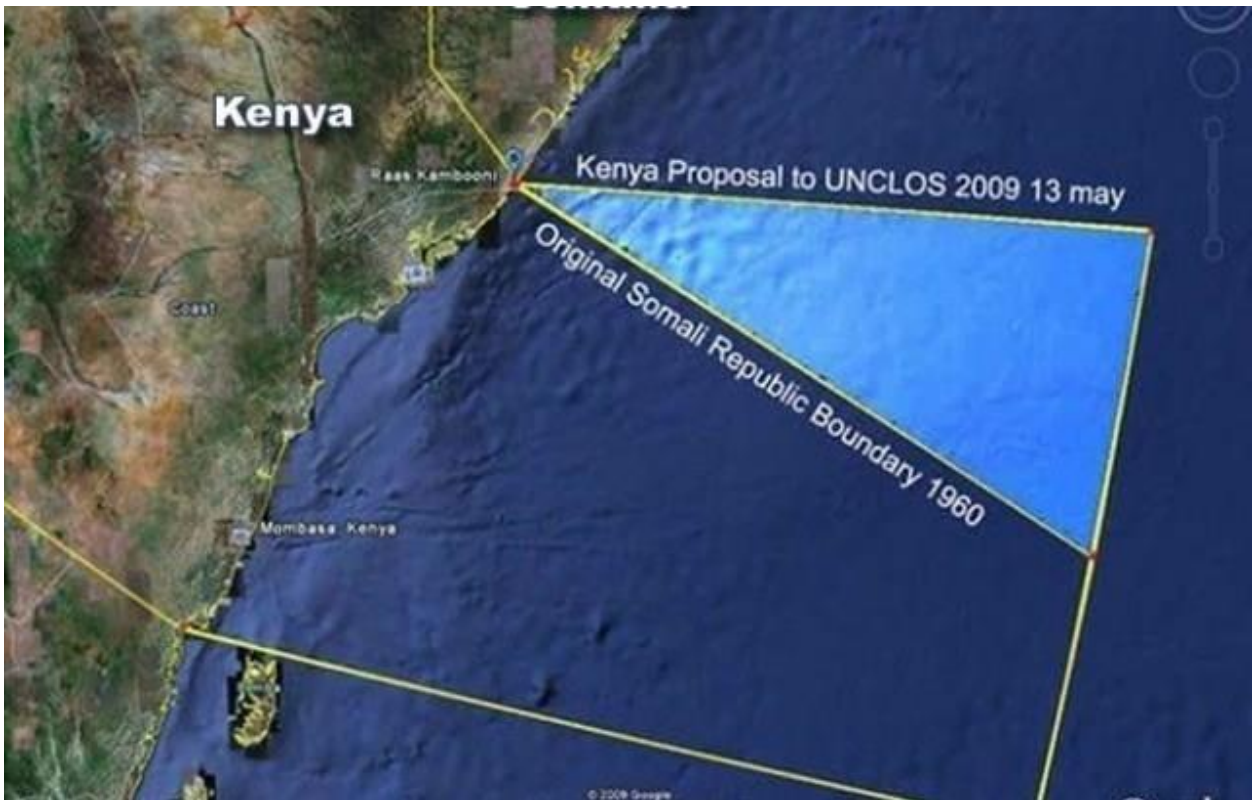 Kenya
Raas Kambooni
Kenya Proposal to UNCLOS 2009 13 may
Original Somali Republic Boundary 1960
Coast
Mombasa Kenya
© 2009 Google